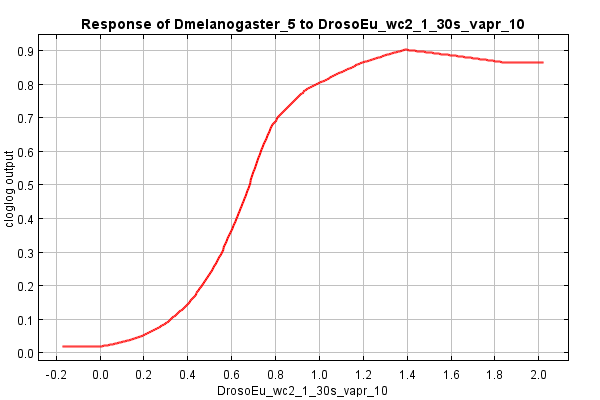 Response of Dmelanogaster_5 to DrosoEu_wc2_1_30s_vapr_10
cloglog output
0.9
0.8
0.7
0.6
0.5
0.4
0.3
0.2
0.1
0.0
-0.2 0.0 0.2 0.4 0.6 0.8 1.0 1.2 1.4 1.6 1.8 2.0
DrosoEu_wc2_1_30s_vapr_10